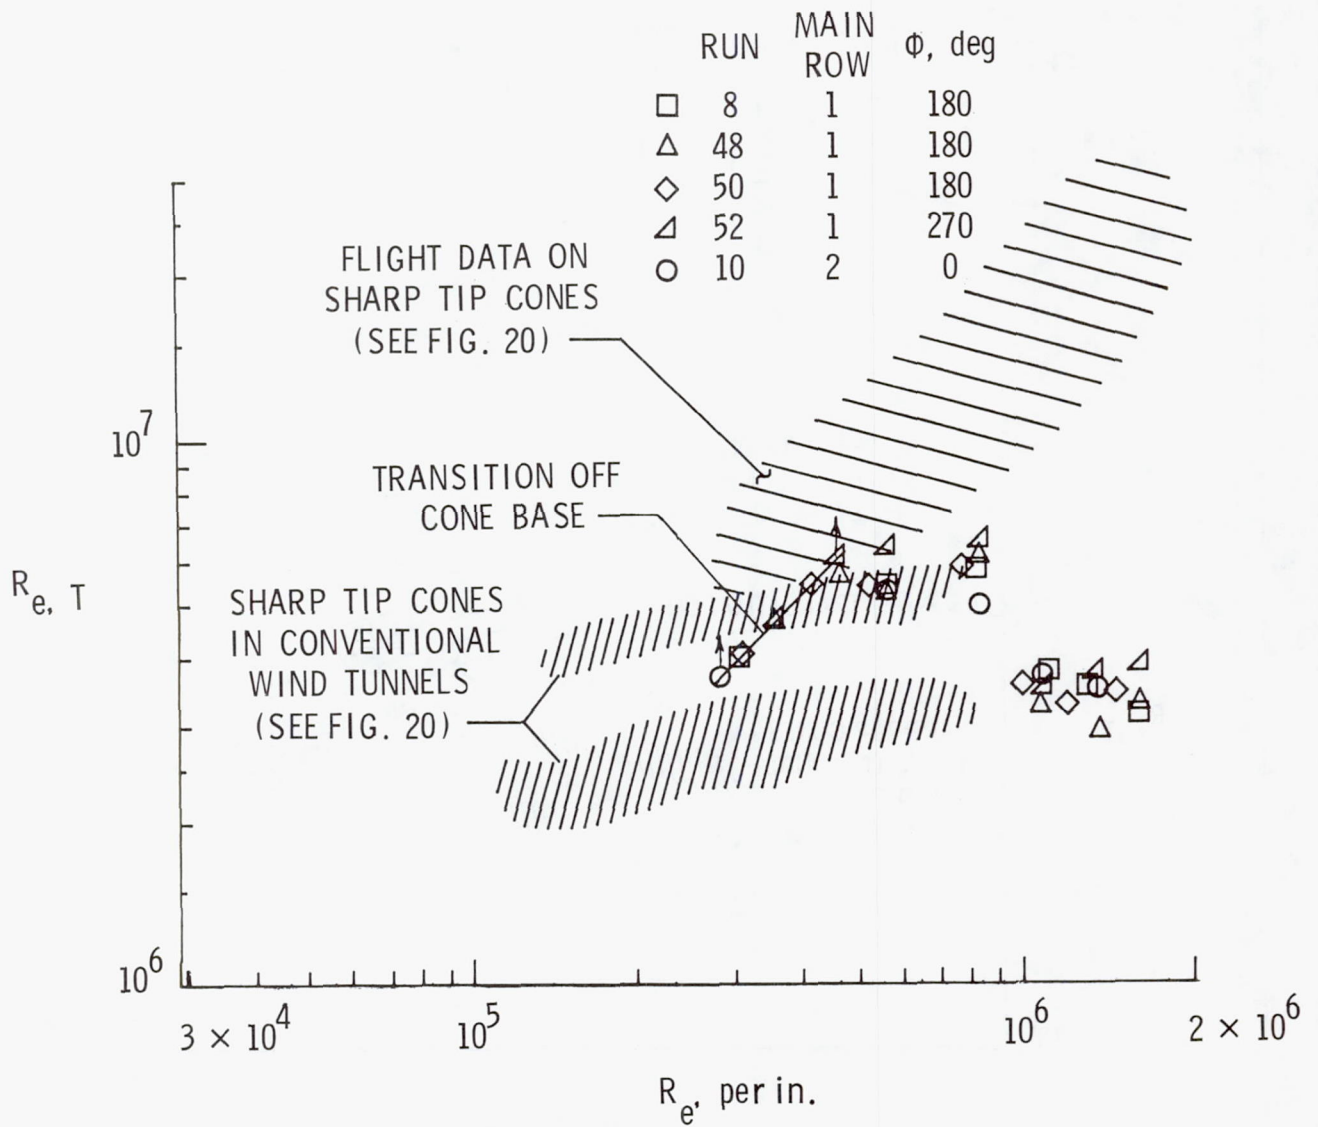 RUN MAIN ROW Φ, deg
□ 8 1 180
△ 48 1 180
◇ 50 1 180
◿ 52 1 270
○ 10 2 0
FLIGHT DATA ON
SHARP TIP CONES
(SEE FIG. 20)
10^7
TRANSITION OFF
CONE BASE
R_e, T
SHARP TIP CONES
IN CONVENTIONAL
WIND TUNNELS
(SEE FIG. 20)
10^6
3 × 10^4 10^5 10^6 2 × 10^6
R_e, per in.